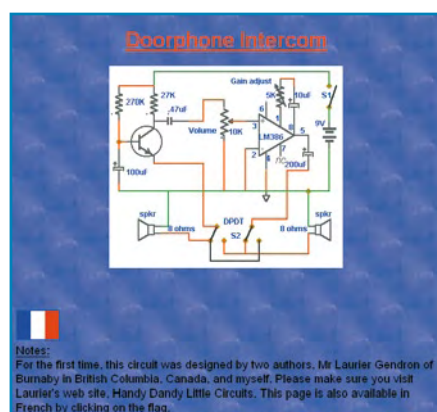 Doorphone Intercom
Gain adjust
270K 27K 5K 10uF S1
.47uF 6
Volume 10K 3 1 8 5 9V
LM386
2 7
100uF 4 nc 200uF
spkr DPDT spkr
8 ohms S2 8 ohms
Notes:
For the first time, this circuit was designed by two authors, Mr Laurier Gendron of
Burnaby in British Columbia, Canada, and myself. Please make sure you visit
Laurier's web site, Handy Dandy Little Circuits. This page is also available in
French by clicking on the flag.